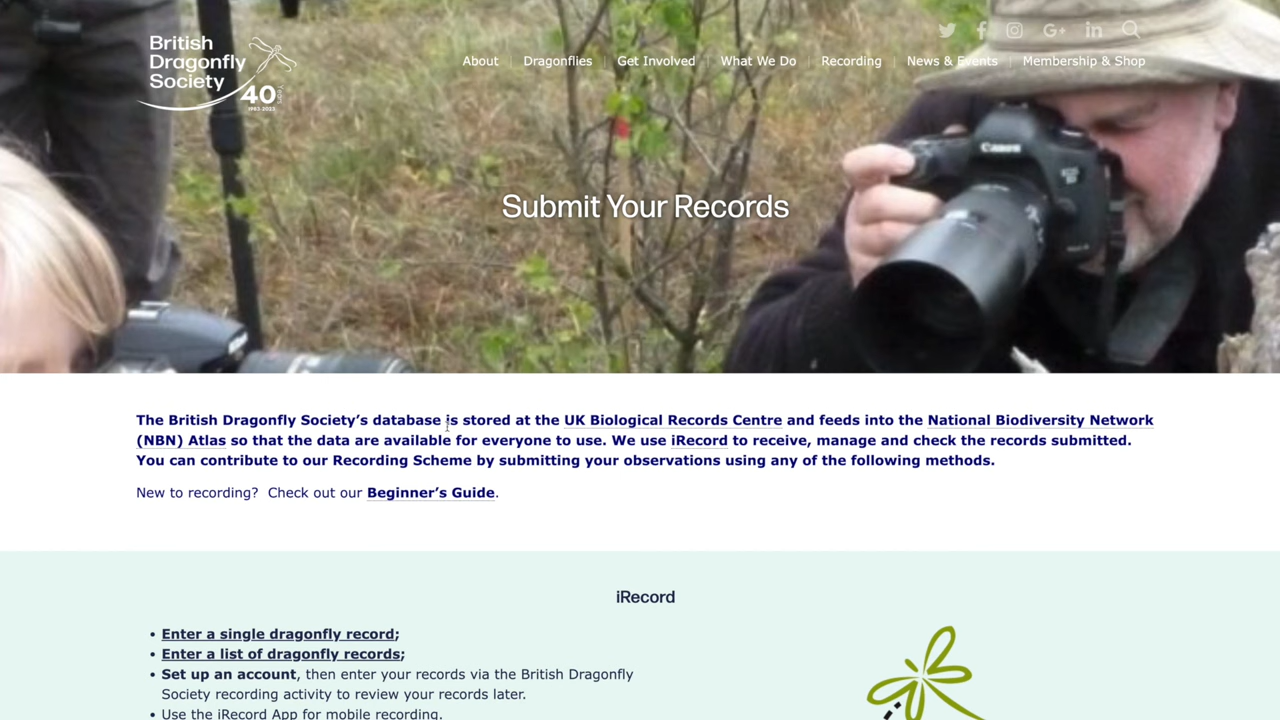 British
Dragonfly
Society
40
1983-2023
About
Dragonflies
Get Involved
What We Do
Recording
News & Events
Membership & Shop
Canon
Submit Your Records
The British Dragonfly Society’s database is stored at the UK Biological Records Centre and feeds into the National Biodiversity Network
(NBN) Atlas so that the data are available for everyone to use. We use iRecord to receive, manage and check the records submitted.
You can contribute to our Recording Scheme by submitting your observations using any of the following methods.
New to recording?  Check out our Beginner’s Guide.
iRecord
• Enter a single dragonfly record;
• Enter a list of dragonfly records;
• Set up an account, then enter your records via the British Dragonfly
Society recording activity to review your records later.
• Use the iRecord App for mobile recording.